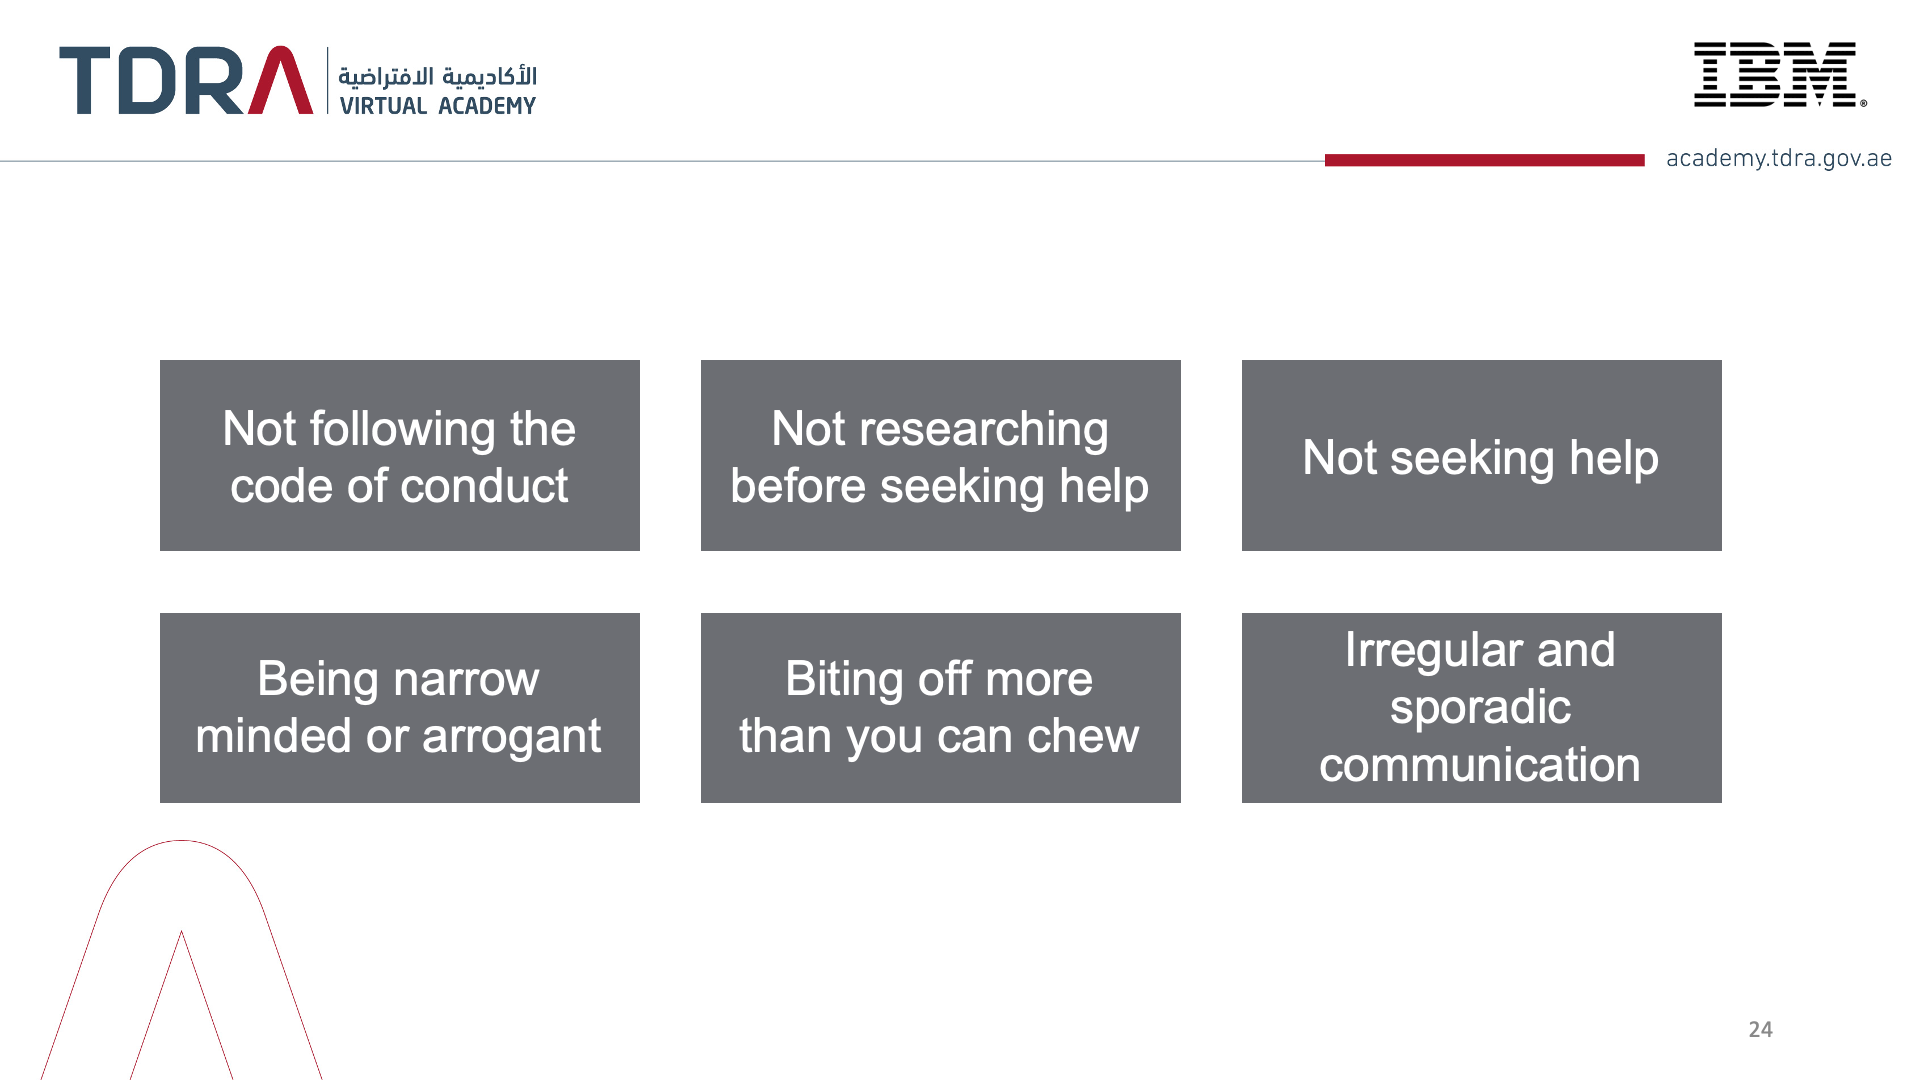 TDRA
الأكاديمية الافتراضية
VIRTUAL ACADEMY
IBM®
academy.tdra.gov.ae
Not following the
code of conduct
Not researching
before seeking help
Not seeking help
Being narrow
minded or arrogant
Biting off more
than you can chew
Irregular and
sporadic
communication
24